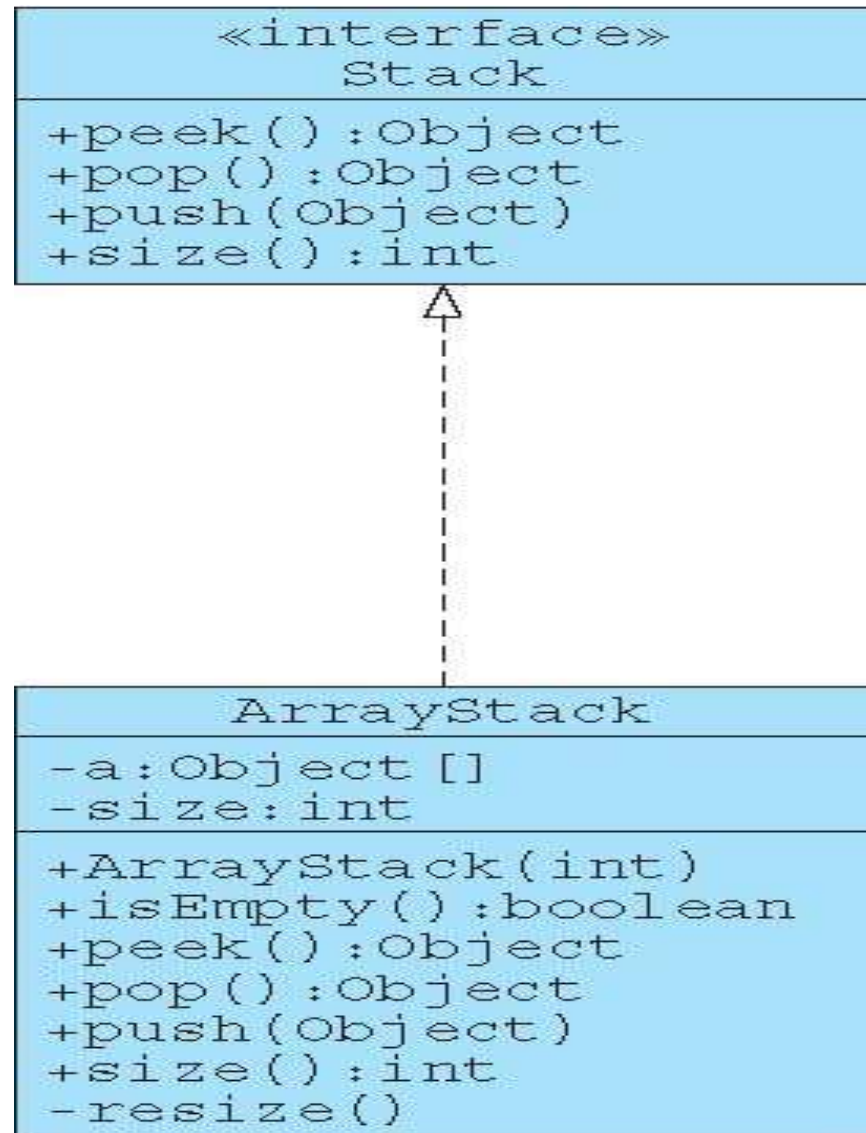 «interface»
Stack
+peek():Object
+pop():Object
+push(Object)
+size():int
ArrayStack
-a:Object[]
-size:int
+ArrayStack(int)
+isEmpty():boolean
+peek():Object
+pop():Object
+push(Object)
+size():int
-resize()